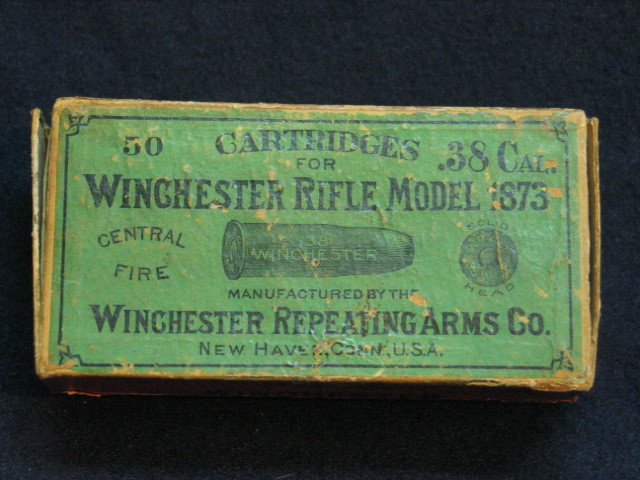 50 CARTRIDGES .38 CAL.
FOR
WINCHESTER RIFLE MODEL 1873
CENTRAL FIRE
.38
WINCHESTER
SOLID HEAD
MANUFACTURED BY THE
WINCHESTER REPEATING ARMS CO.
NEW HAVEN, CONN., U.S.A.